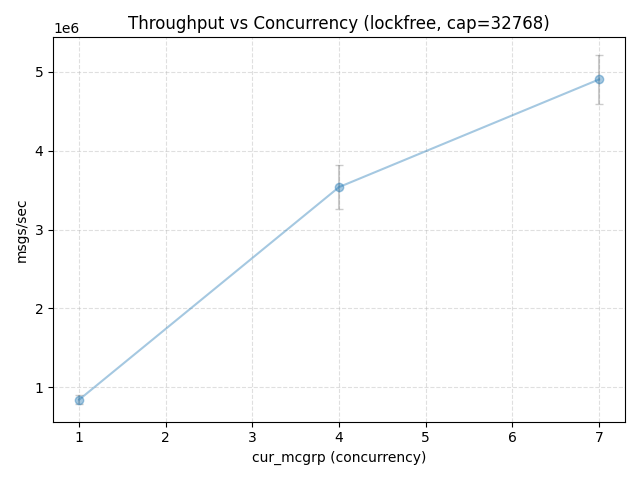 Throughput vs Concurrency (lockfree, cap=32768)
1e6
5
4
3
2
1
msgs/sec
1 2 3 4 5 6 7
cur_mcgrp (concurrency)